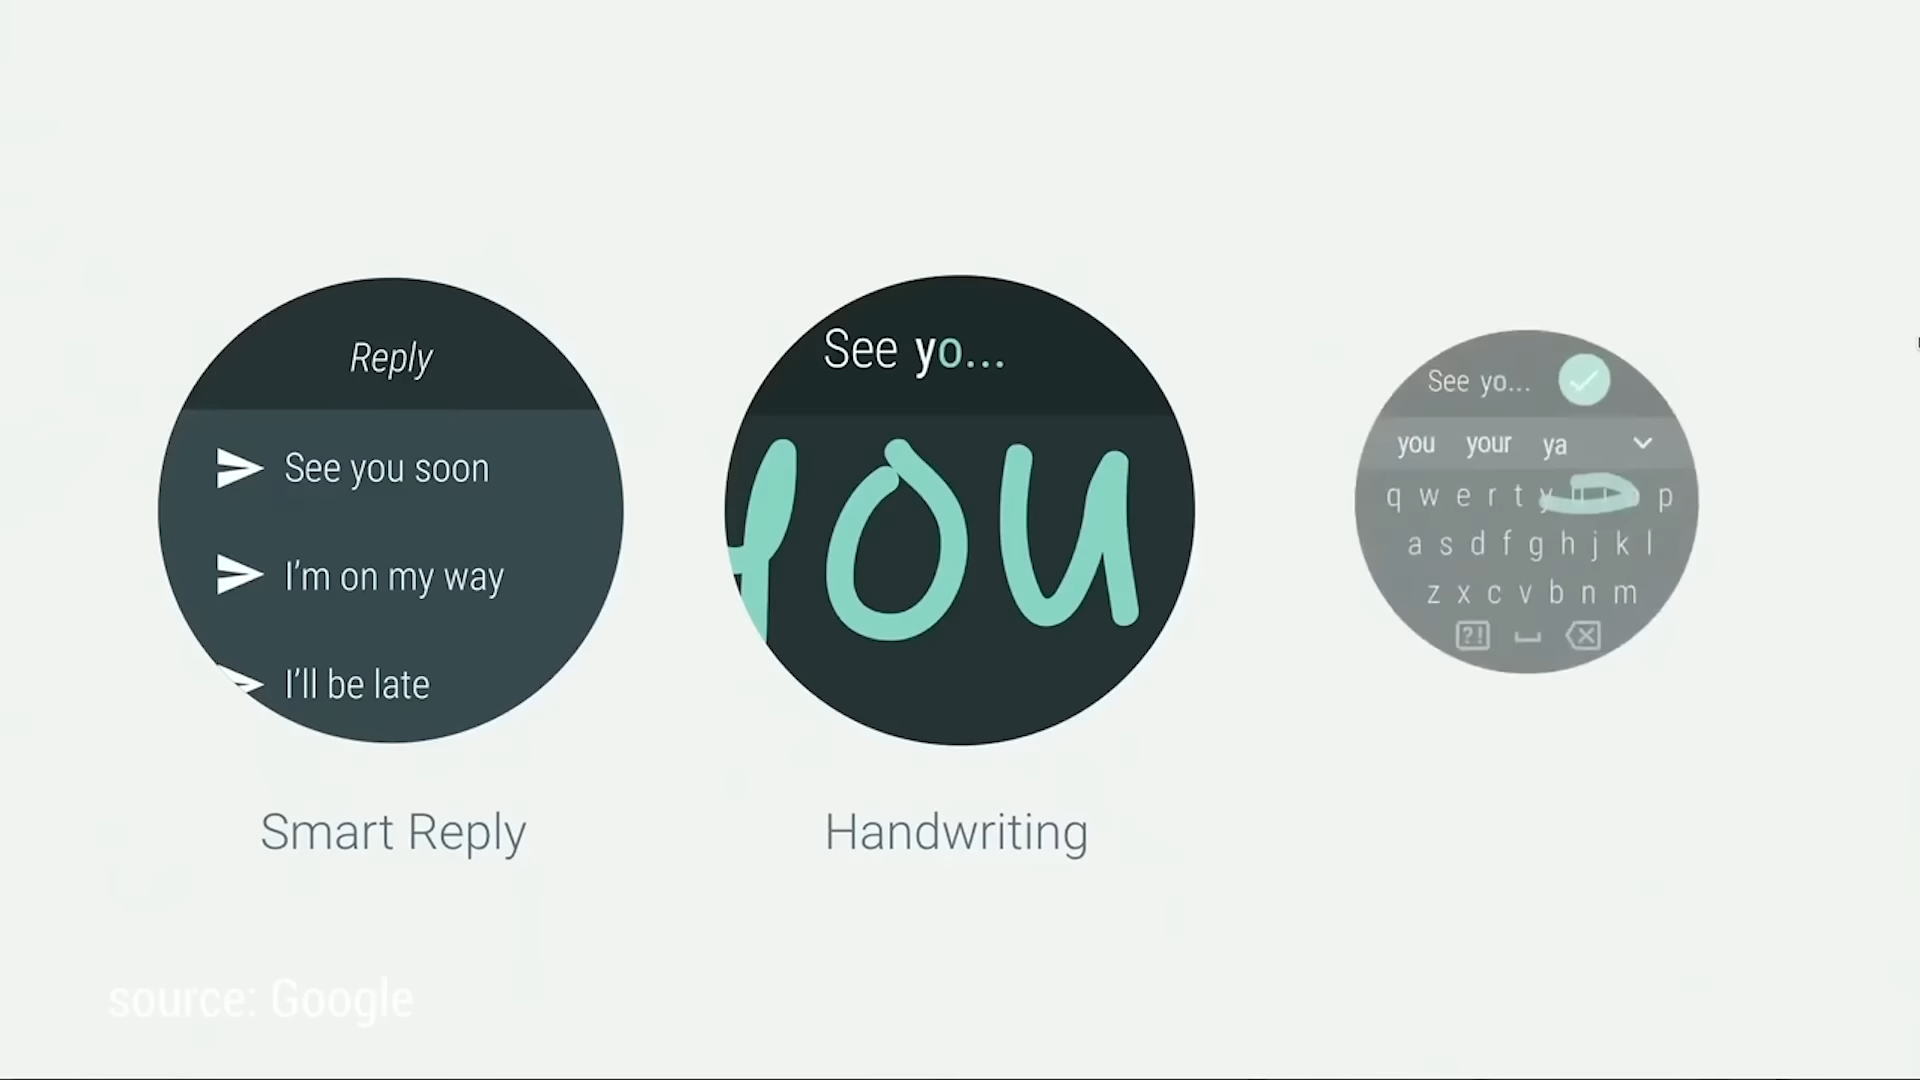 Reply
See you soon
I'm on my way
I'll be late
Smart Reply
See yo...
you
Handwriting
See yo...
you your ya
q w e r t y u i o p
a s d f g h j k l
z x c v b n m
?!
source: Google